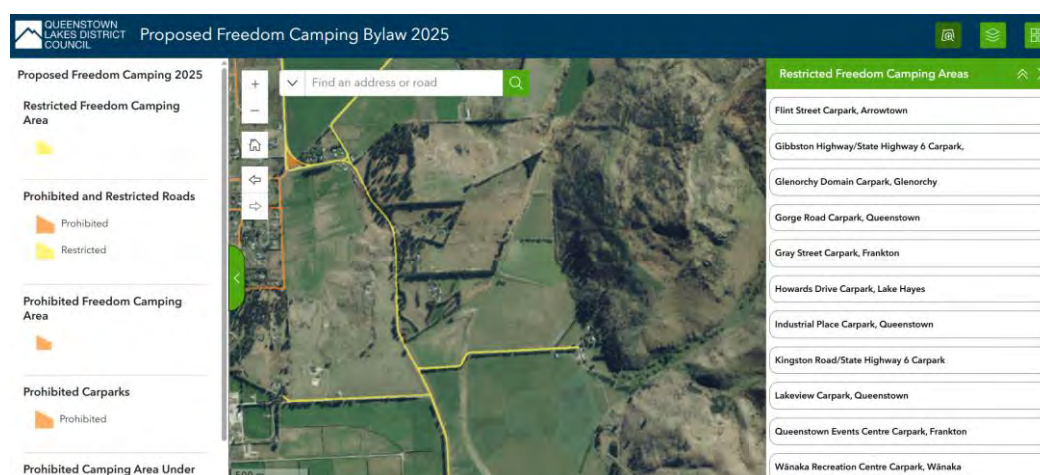 QUEENSTOWN
LAKES DISTRICT
COUNCIL
Proposed Freedom Camping Bylaw 2025
Proposed Freedom Camping 2025
Restricted Freedom Camping
Area
Prohibited and Restricted Roads
Prohibited
Restricted
Prohibited Freedom Camping
Area
Prohibited Carparks
Prohibited
Prohibited Camping Area Under
Find an address or road
500 m
Restricted Freedom Camping Areas
Flint Street Carpark, Arrowtown
Gibbston Highway/State Highway 6 Carpark,
Glenorchy Domain Carpark, Glenorchy
Gorge Road Carpark, Queenstown
Gray Street Carpark, Frankton
Howards Drive Carpark, Lake Hayes
Industrial Place Carpark, Queenstown
Kingston Road/State Highway 6 Carpark
Lakeview Carpark, Queenstown
Queenstown Events Centre Carpark, Frankton
Wānaka Recreation Centre Carpark, Wānaka